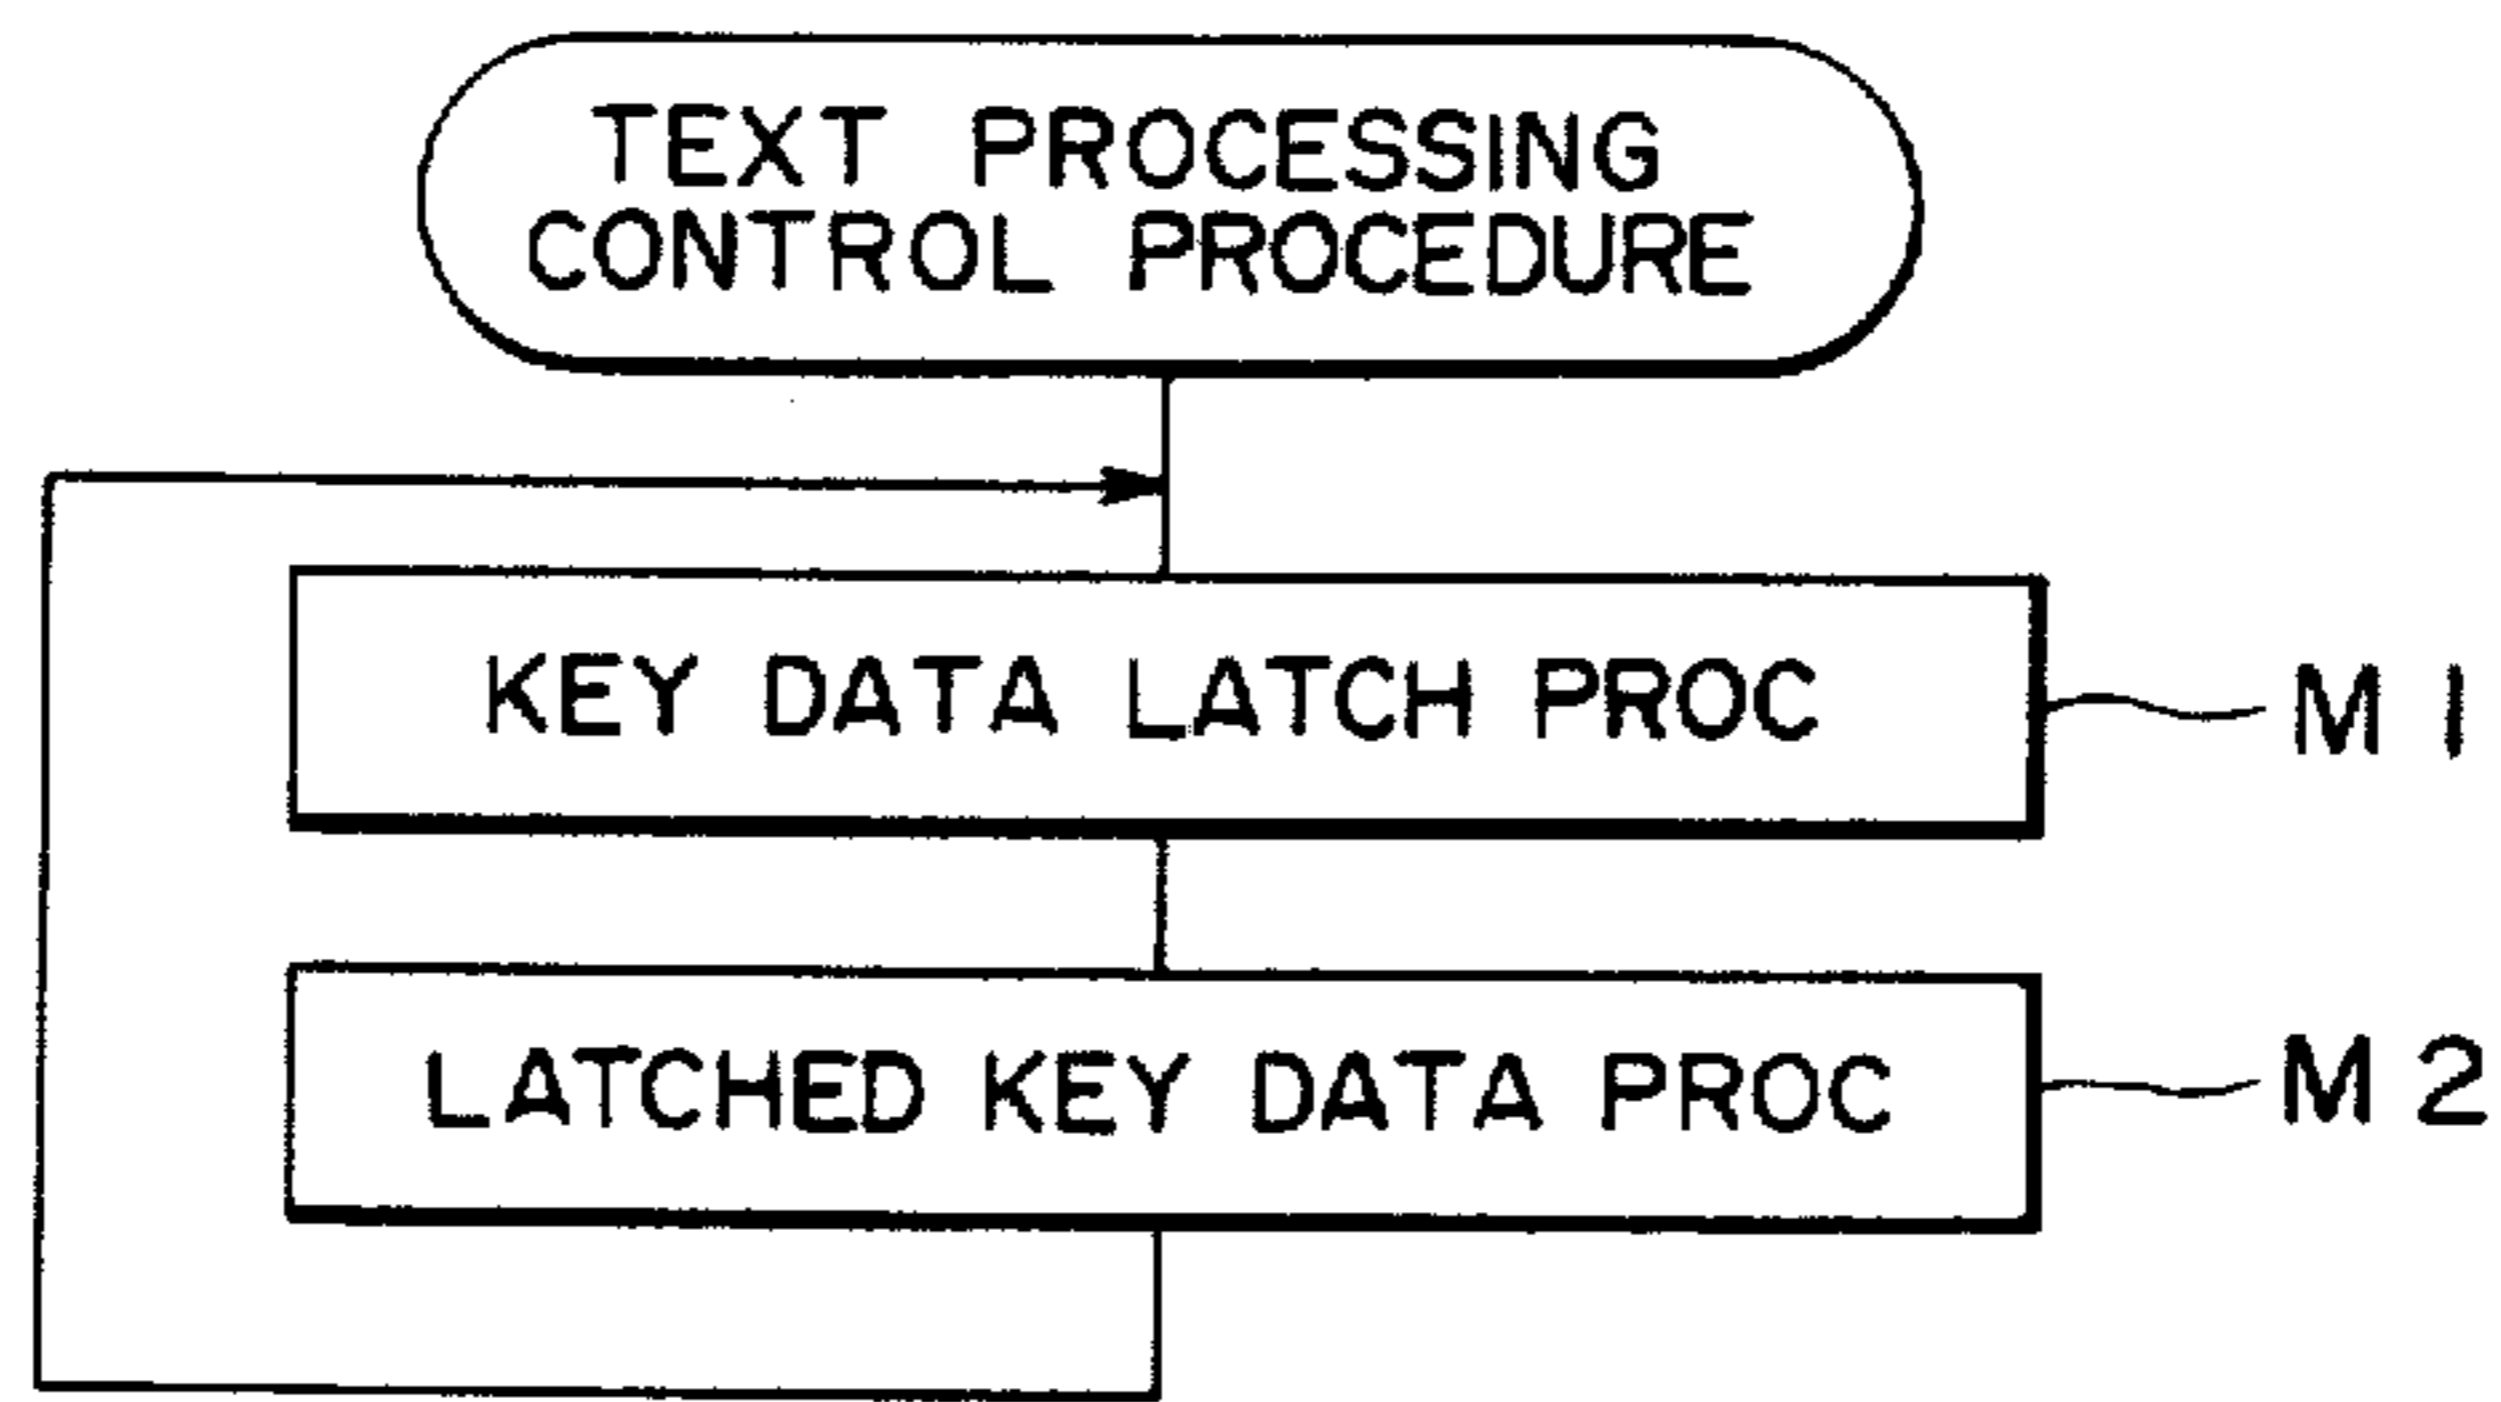 TEXT PROCESSING
CONTROL PROCEDURE
KEY DATA LATCH PROC
M1
LATCHED KEY DATA PROC
M2